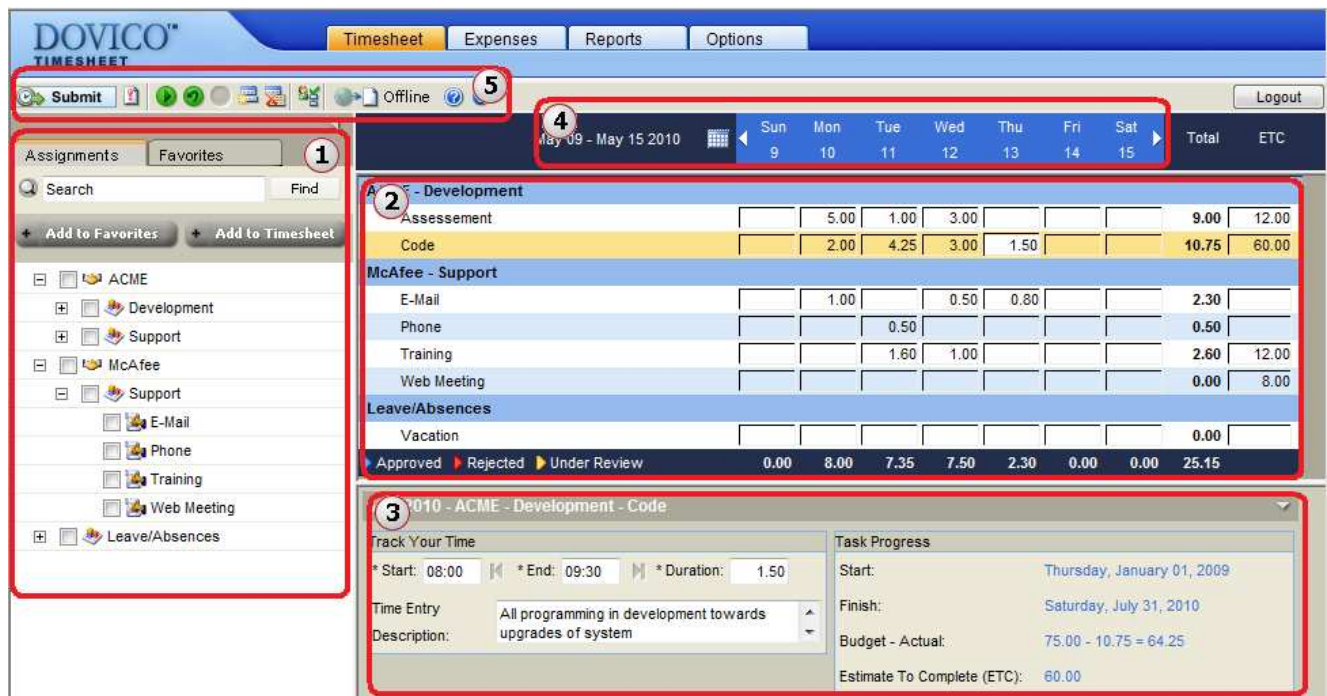 DOVICO™
TIMESHEET
Timesheet Expenses Reports Options
Submit Offline 5
Logout
4
May 09 - May 15 2010 Sun Mon Tue Wed Thu Fri Sat Total ETC
9 10 11 12 13 14 15
Assignments Favorites 1
Search Find
+ Add to Favorites + Add to Timesheet
ACME
Development
Support
McAfee
Support
E-Mail
Phone
Training
Web Meeting
Leave/Absences
2
- Development
Assessement 5.00 1.00 3.00 9.00 12.00
Code 2.00 4.25 3.00 1.50 10.75 60.00
McAfee - Support
E-Mail 1.00 0.50 0.80 2.30
Phone 0.50 0.50
Training 1.60 1.00 2.60 12.00
Web Meeting 0.00 8.00
Leave/Absences
Vacation 0.00
Approved Rejected Under Review 0.00 8.00 7.35 7.50 2.30 0.00 0.00 25.15
3
2010 - ACME - Development - Code
Track Your Time
* Start: 08:00 * End: 09:30 * Duration: 1.50
Time Entry
Description:
All programming in development towards
upgrades of system
Task Progress
Start: Thursday, January 01, 2009
Finish: Saturday, July 31, 2010
Budget - Actual: 75.00 - 10.75 = 64.25
Estimate To Complete (ETC): 60.00